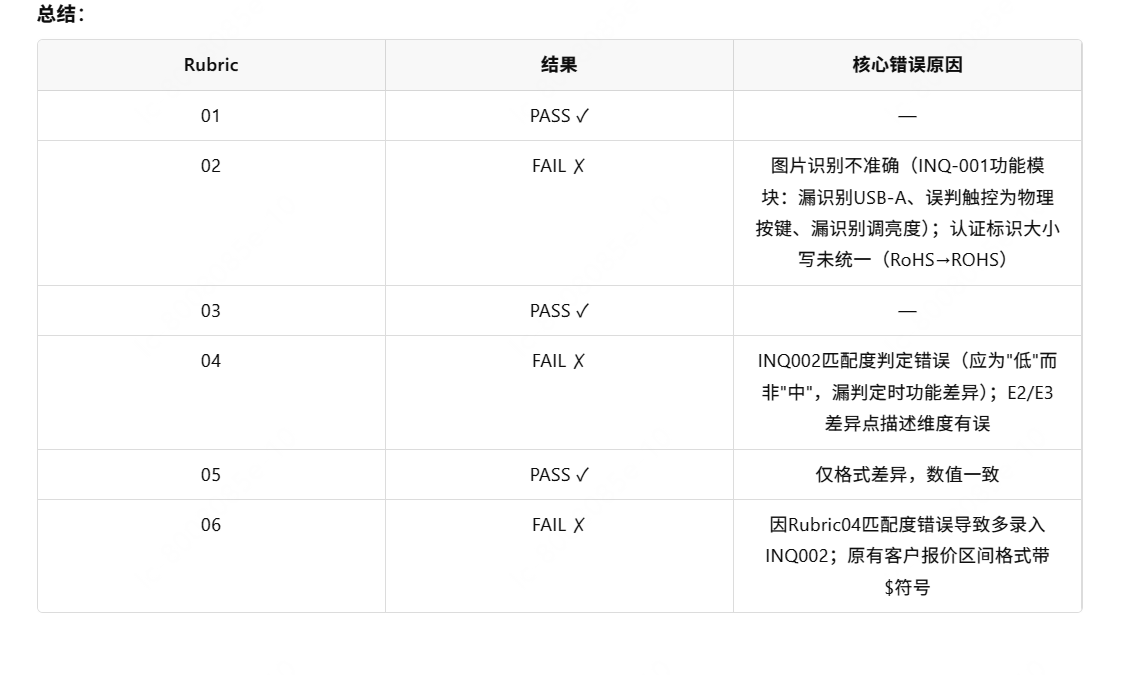 总结：
Rubric 结果 核心错误原因
01 PASS ✓ —
02 FAIL ✗ 图片识别不准确（INQ-001功能模
块：漏识别USB-A、误判触控为物理
按键、漏识别调亮度）；认证标识大小
写未统一（RoHS→ROHS）
03 PASS ✓ —
04 FAIL ✗ INQ002匹配度判定错误（应为"低"而
非"中"，漏判定时功能差异）；E2/E3
差异点描述维度有误
05 PASS ✓ 仅格式差异，数值一致
06 FAIL ✗ 因Rubric04匹配度错误导致多录入
INQ002；原有客户报价区间格式带
$符号